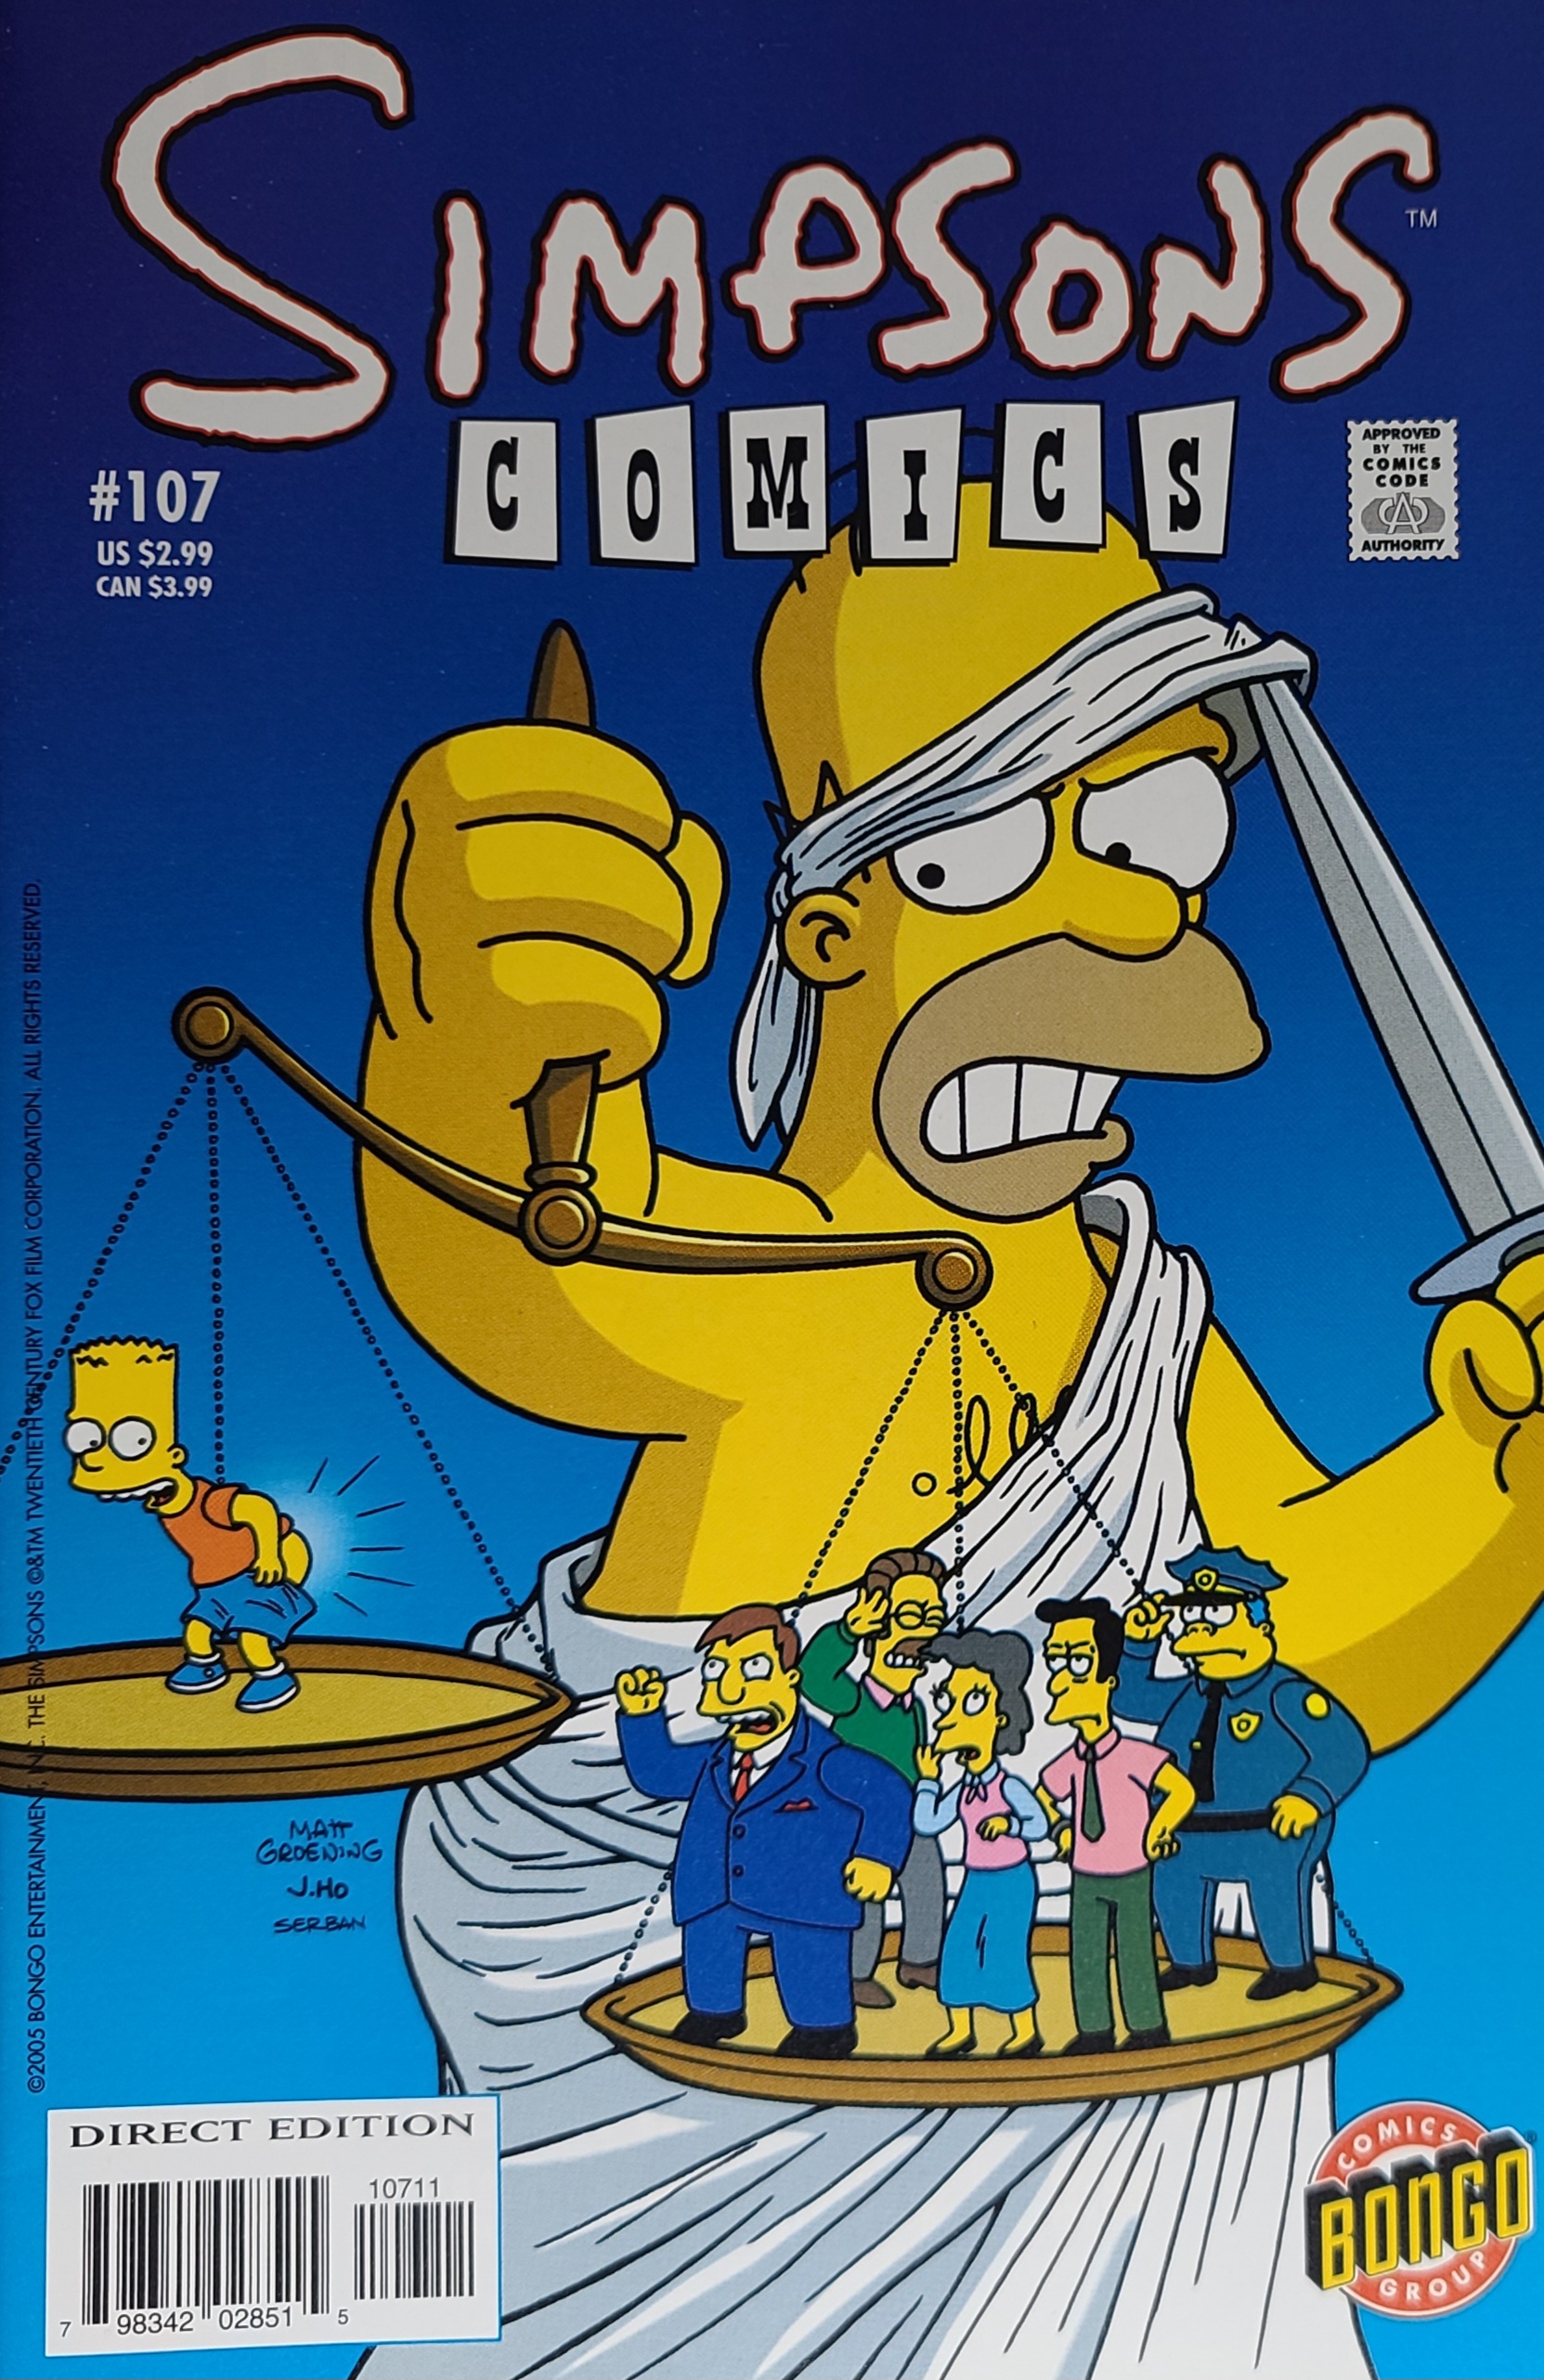 SIMPSONS
TM
COMICS
#107
US $2.99
CAN $3.99
APPROVED
BY THE
COMICS
CODE
CA
AUTHORITY
©2005 BONGO ENTERTAINMENT, INC. THE SIMPSONS ©&TM TWENTIETH CENTURY FOX FILM CORPORATION. ALL RIGHTS RESERVED.
MATT
GROENING
J.HO
SERBAN
DIRECT EDITION
10711
7 98342 02851 5
COMICS
BONGO®
GROUP